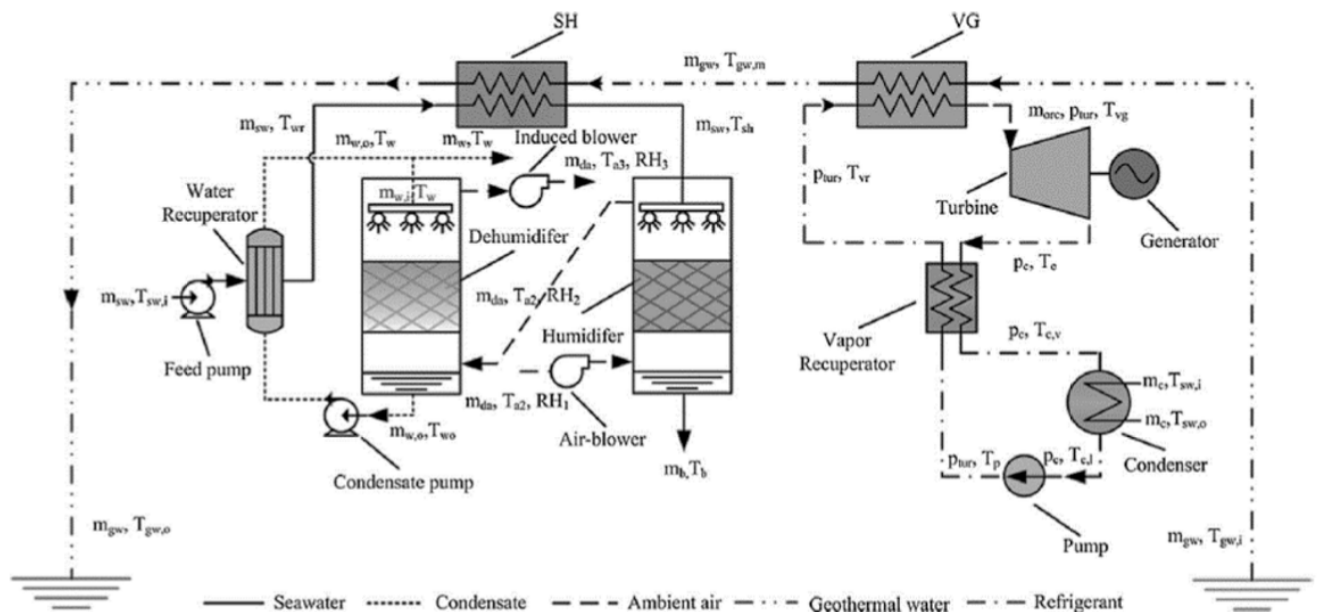 SH
VG
m_gw, T_gw,m
m_sw, T_wr
m_w,o, T_w
m_w, T_w
Induced blower
m_sw, T_sh
m_orc, p_tur, T_vg
m_da, T_a3, RH_3
p_tur, T_vr
Water
Recuperator
m_w,i, T_w
Turbine
Generator
Dehumidifer
p_c, T_e
m_sw, T_sw,i
m_da, T_a2, RH_2
Humidifer
Vapor
Recuperator
p_c, T_c,v
Feed pump
m_da, T_a2, RH_1
m_c, T_sw,i
m_c, T_sw,o
m_w,o, T_wo
Air-blower
Condenser
m_b, T_b
p_tur, T_p
p_c, T_c,l
Condensate pump
m_gw, T_gw,o
Pump
m_gw, T_gw,i
Seawater
Condensate
Ambient air
Geothermal water
Refrigerant